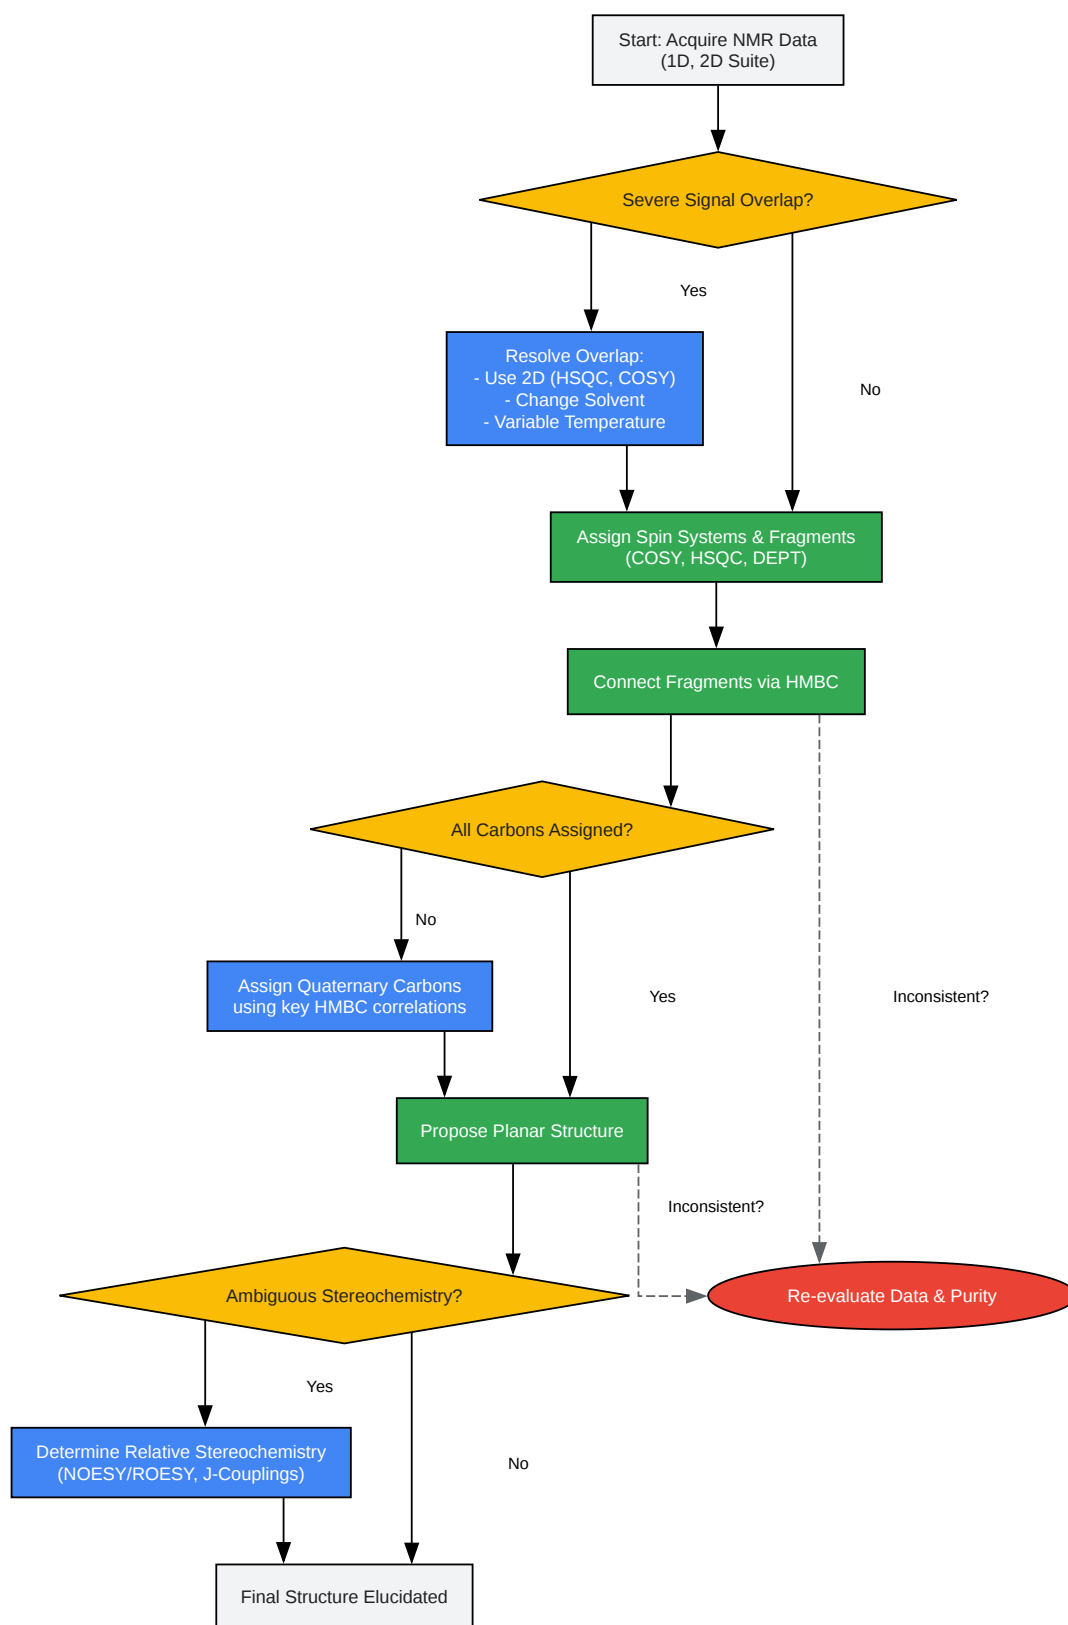 Start: Acquire NMR Data
(1D, 2D Suite)
Severe Signal Overlap?
Yes
Resolve Overlap:
- Use 2D (HSQC, COSY)
- Change Solvent
- Variable Temperature
No
Assign Spin Systems & Fragments
(COSY, HSQC, DEPT)
Connect Fragments via HMBC
All Carbons Assigned?
No
Assign Quaternary Carbons
using key HMBC correlations
Yes
Inconsistent?
Propose Planar Structure
Inconsistent?
Ambiguous Stereochemistry?
Re-evaluate Data & Purity
Yes
Determine Relative Stereochemistry
(NOESY/ROESY, J-Couplings)
No
Final Structure Elucidated